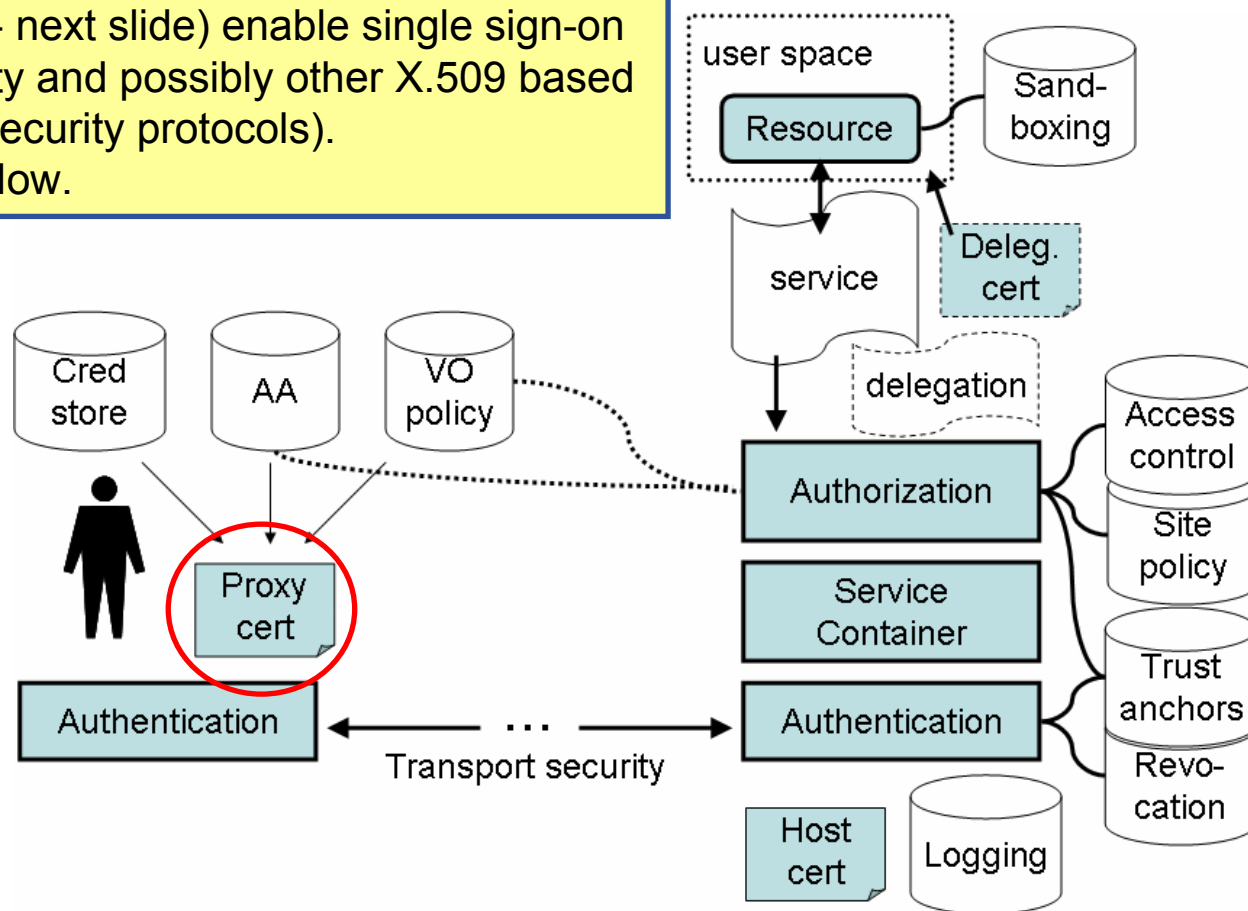 next slide) enable single sign-on
ty and possibly other X.509 based
ecurity protocols).
low.
user space
Resource
Sand-
boxing
service
Deleg.
cert
delegation
Cred
store
AA
VO
policy
Proxy
cert
Authentication
...
Transport security
Authorization
Service
Container
Authentication
Access
control
Site
policy
Trust
anchors
Revo-
cation
Host
cert
Logging